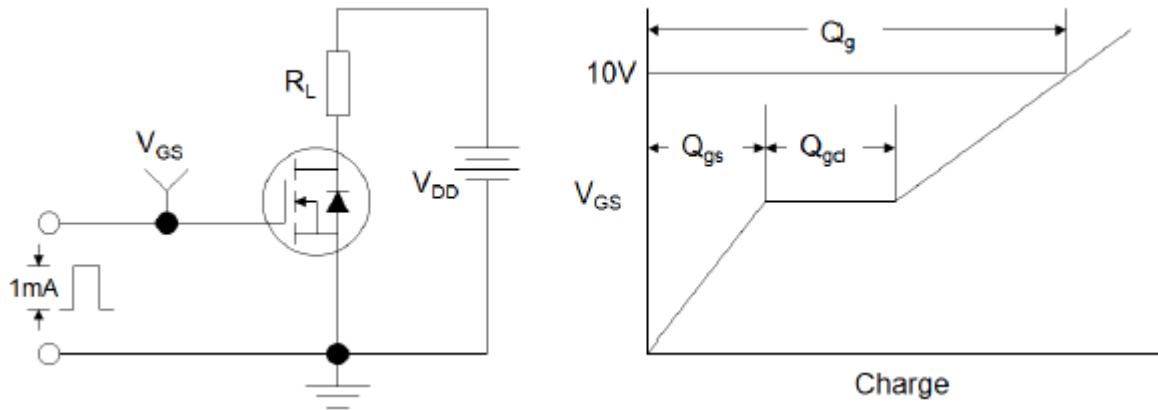 R_L
V_GS
V_DD
1mA
Q_g
10V
Q_gs
Q_gd
V_GS
Charge